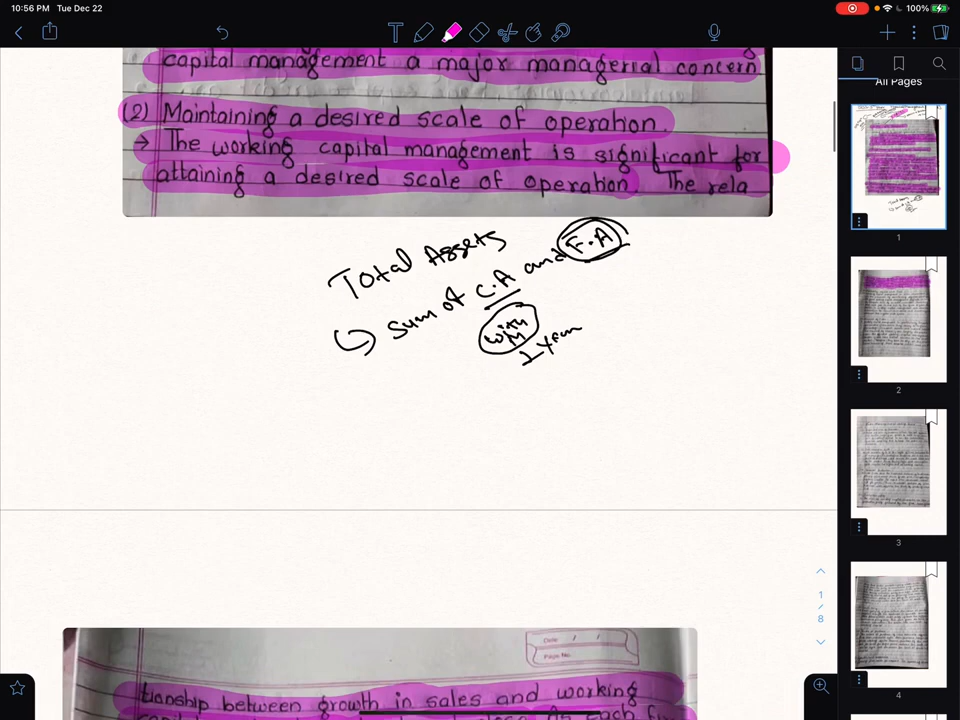 10:56 PM Tue Dec 22
100%
capital management a major managerial concern
(2) Maintaining a desired scale of operation.
→ The working capital management is significant for
attaining a desired scale of operation The rela
Total Assets
↳ Sum of C.A and F.A
with
1 year
Date / /
Page No.
tionship between growth in sales and working
All Pages
1
2
3
4
1
/
8